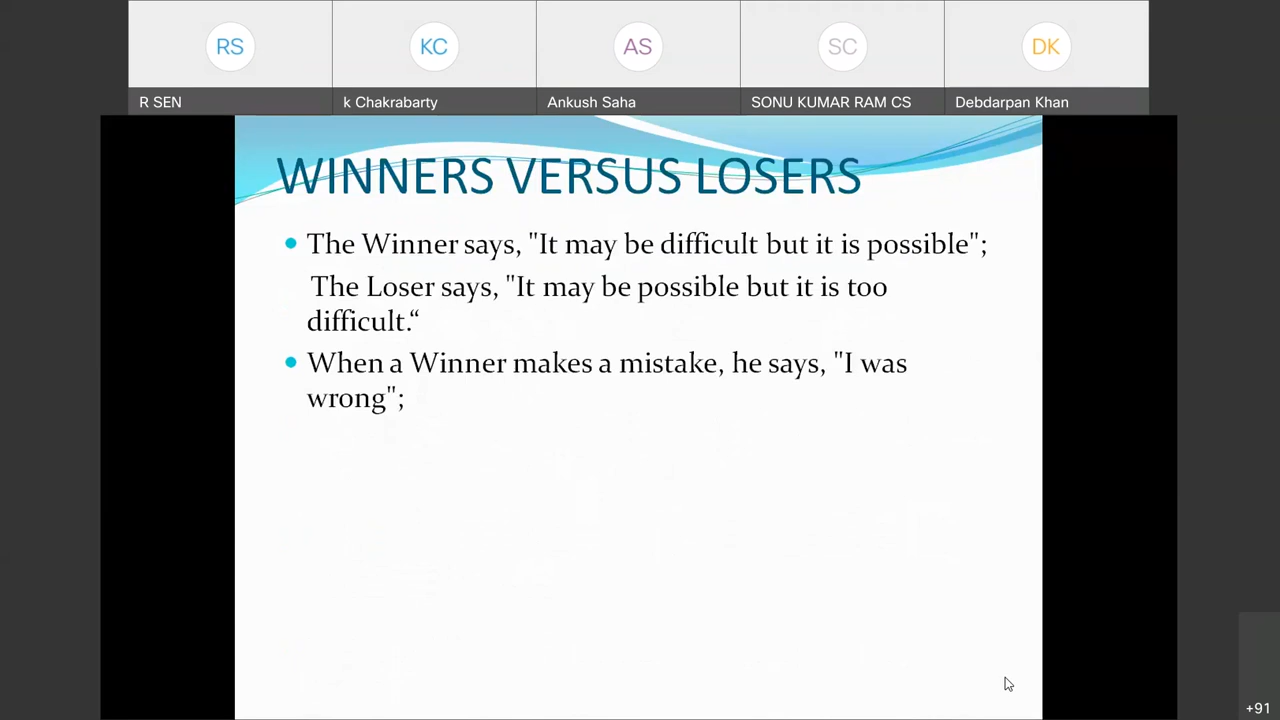 RS
KC
AS
SC
DK
R SEN
k Chakrabarty
Ankush Saha
SONU KUMAR RAM CS
Debdarpan Khan
WINNERS VERSUS LOSERS
The Winner says, "It may be difficult but it is possible";
The Loser says, "It may be possible but it is too
difficult.“
When a Winner makes a mistake, he says, "I was
wrong";
+91